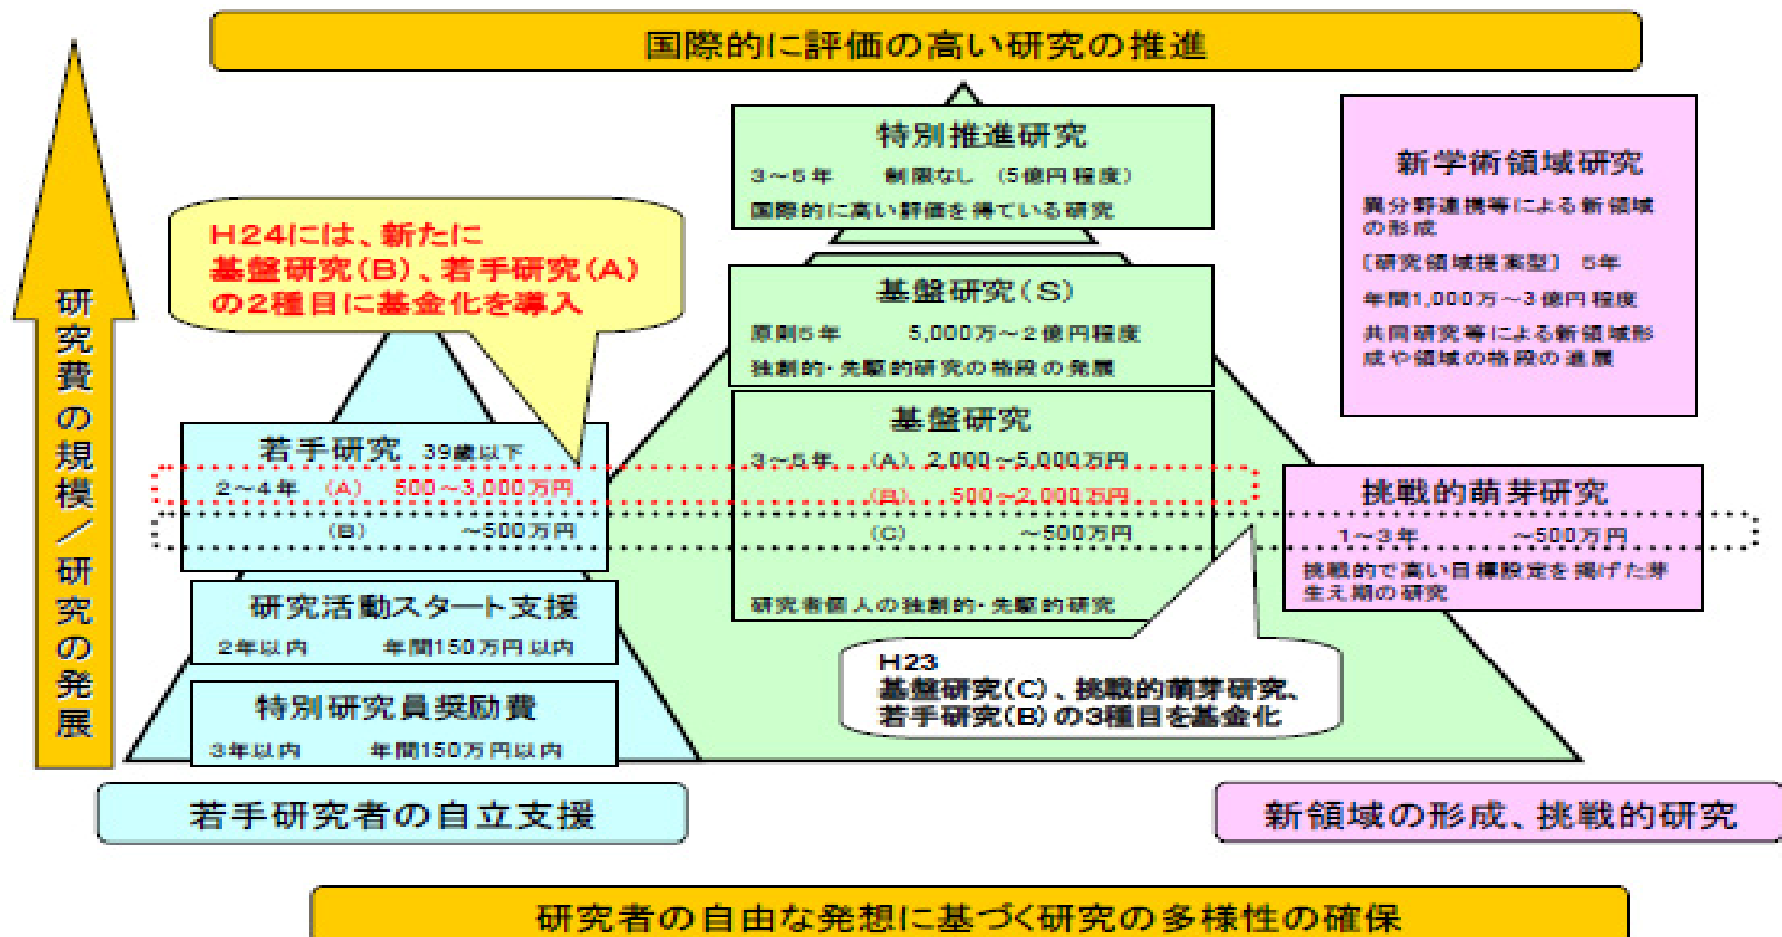 国際的に評価の高い研究の推進
研究費の規模/研究の発展
特別推進研究
3~5年 制限なし (5億円程度)
国際的に高い評価を得ている研究
新学術領域研究
異分野連携等による新領域
の形成
〔研究領域提案型〕 5年
年間1,000万~3億円程度
共同研究等による新領域形
成や領域の格段の進展
H24には、新たに
基盤研究(B)、若手研究(A)
の2種目に基金化を導入
基盤研究(S)
原則5年 5,000万~2億円程度
独創的・先駆的研究の格段の発展
若手研究 39歳以下
2~4年 (A) 500~3,000万円
(B) ~500万円
基盤研究
3~5年 (A) 2,000~5,000万円
(B) 500~2,000万円
(C) ~500万円
研究者個人の独創的・先駆的研究
挑戦的萌芽研究
1~3年 ~500万円
挑戦的で高い目標設定を掲げた芽
生え期の研究
研究活動スタート支援
2年以内 年間150万円以内
特別研究員奨励費
3年以内 年間150万円以内
H23
基盤研究(C)、挑戦的萌芽研究、
若手研究(B)の3種目を基金化
若手研究者の自立支援
新領域の形成、挑戦的研究
研究者の自由な発想に基づく研究の多様性の確保